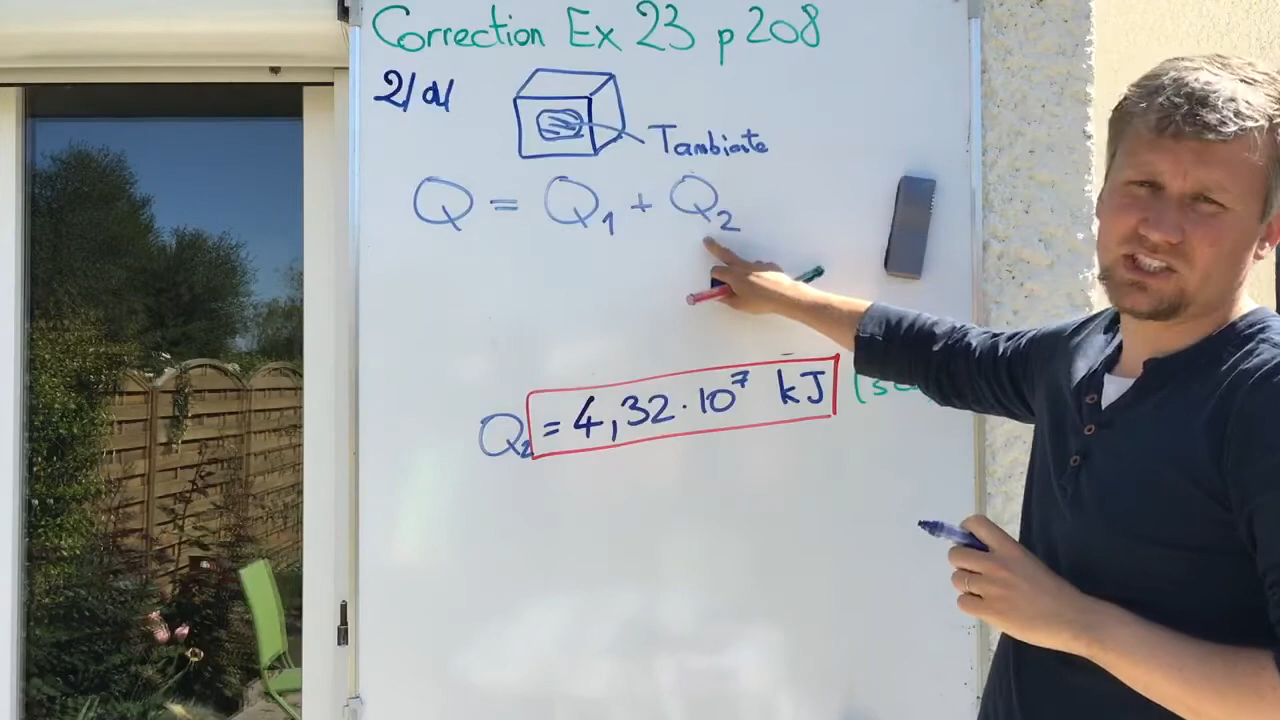 Correction Ex 23 p 208
2/ a/
Tambiante
Q = Q₁ + Q₂
Q₂ = 4,32·10⁷ kJ